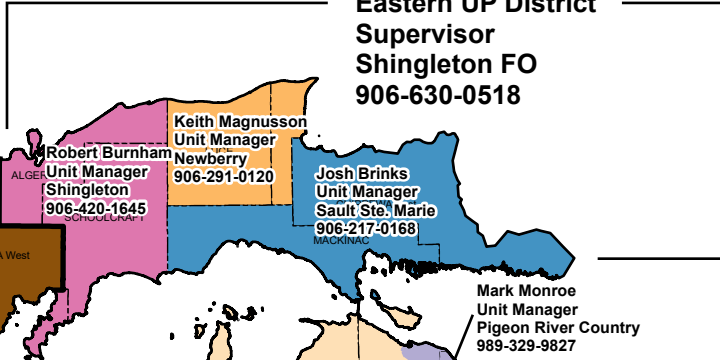 Eastern UP District
Supervisor
Shingleton FO
906-630-0518
Keith Magnusson
Unit Manager
Newberry
906-291-0120
Robert Burnham
Unit Manager
Shingleton
906-420-1645
ALGER
SCHOOLCRAFT
Josh Brinks
Unit Manager
Sault Ste. Marie
906-217-0168
MACKINAC
A West
Mark Monroe
Unit Manager
Pigeon River Country
989-329-9827